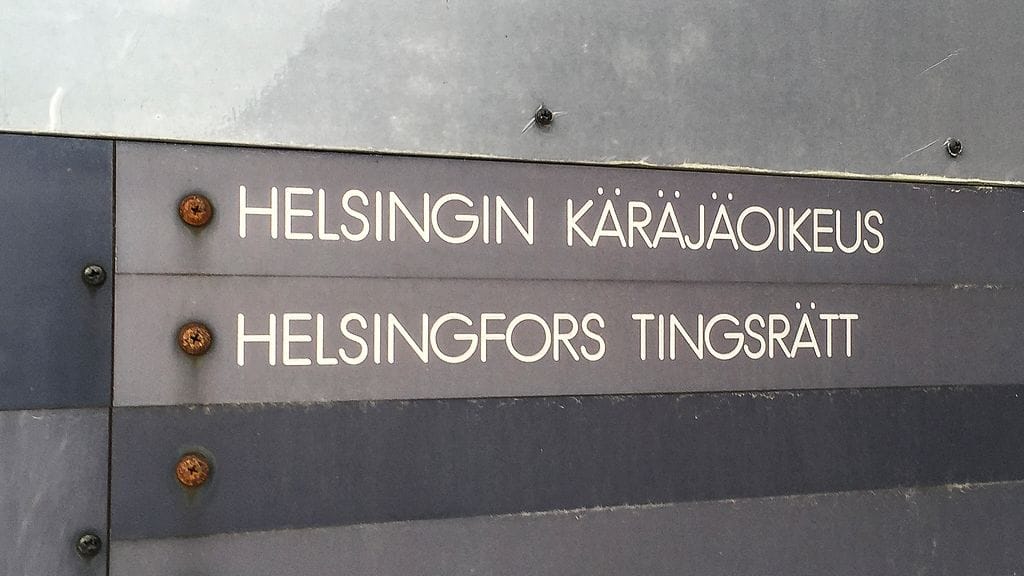 HELSINGIN KÄRÄJÄOIKEUS
HELSINGFORS TINGSRÄTT